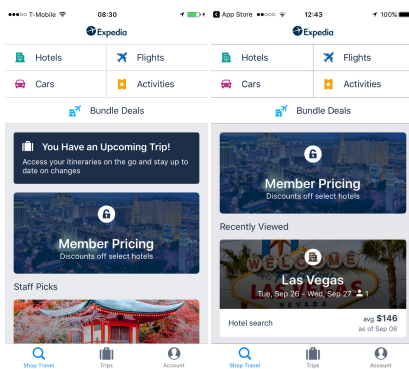 T-Mobile
08:30
Expedia
Hotels
Flights
Cars
Activities
Bundle Deals
You Have an Upcoming Trip!
Access your itineraries on the go and stay up to
date on changes
Member Pricing
Discounts off select hotels
Staff Picks
Shop Travel
Trips
Account
App Store
12:43
100%
Expedia
Hotels
Flights
Cars
Activities
Bundle Deals
Member Pricing
Discounts off select hotels
Recently Viewed
WELCOME
Las Vegas
Tue, Sep 26 - Wed, Sep 27 1
NEVADA
Hotel search
avg $146
as of Sep 08
Shop Travel
Trips
Account